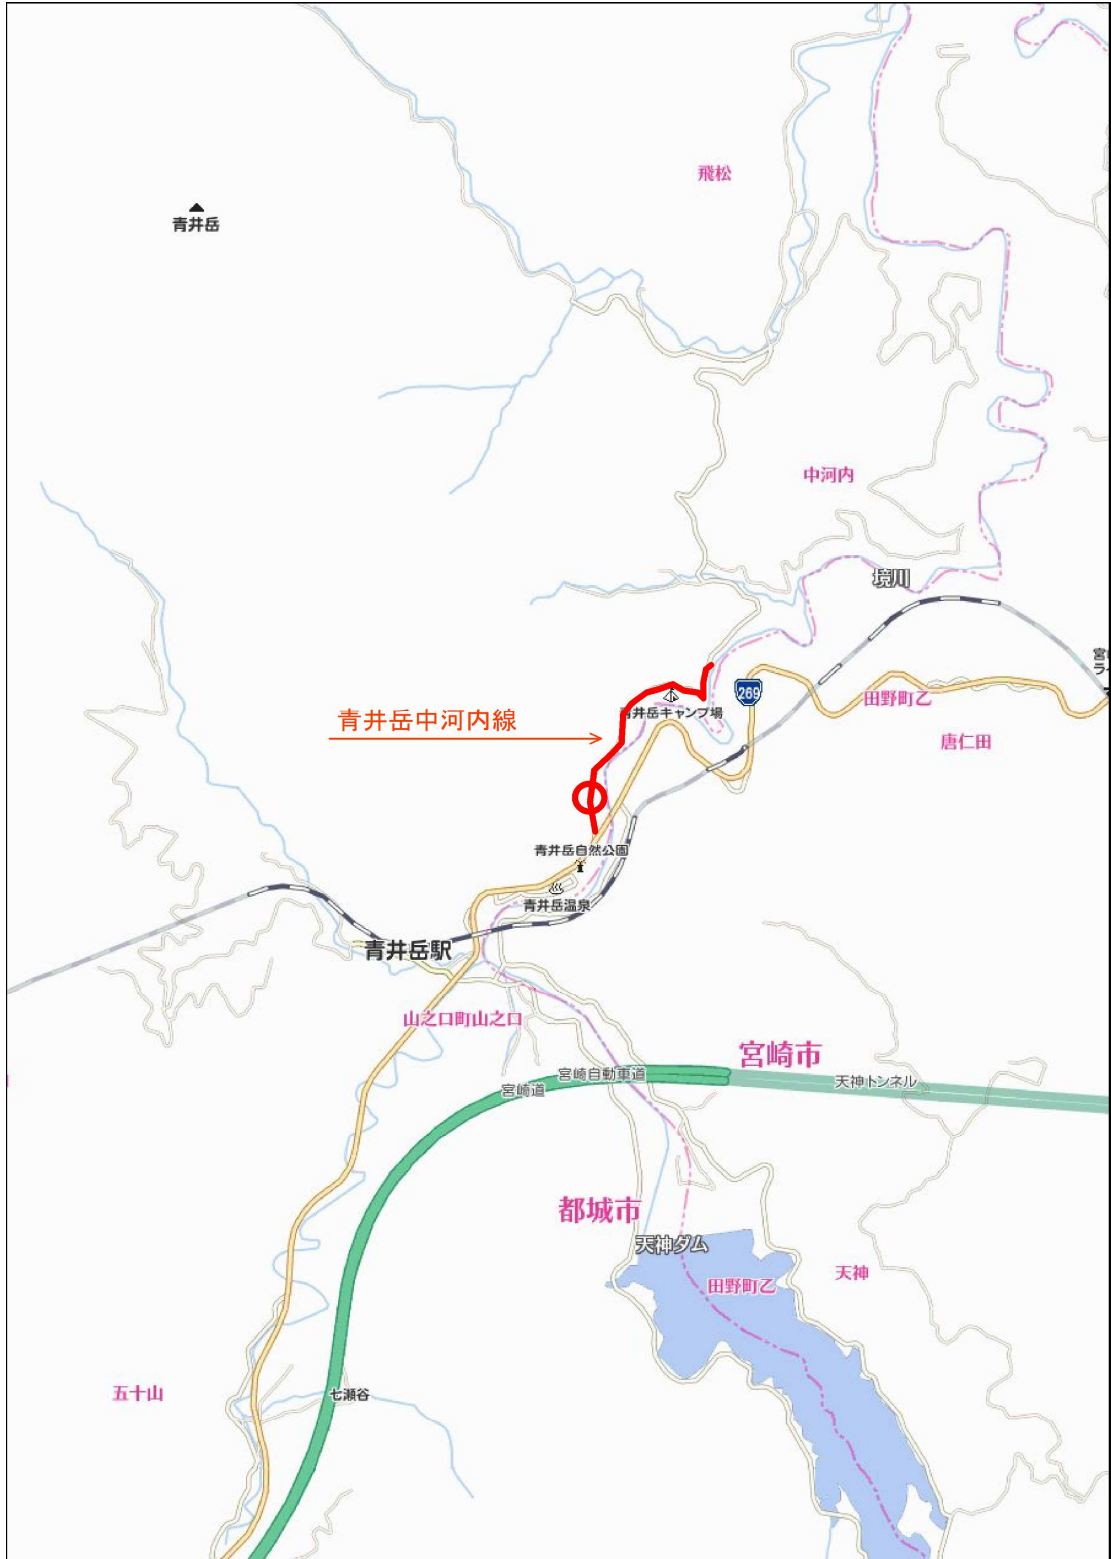 飛松
青井岳
中河内
境川
269
田野町乙
青井岳キャンプ場
青井岳中河内線
唐仁田
青井岳自然公園
青井岳温泉
青井岳駅
山之口町山之口
宮崎市
宮崎自動車道
天神トンネル
宮崎道
都城市
天神ダム
天神
田野町乙
五十山
七瀬谷